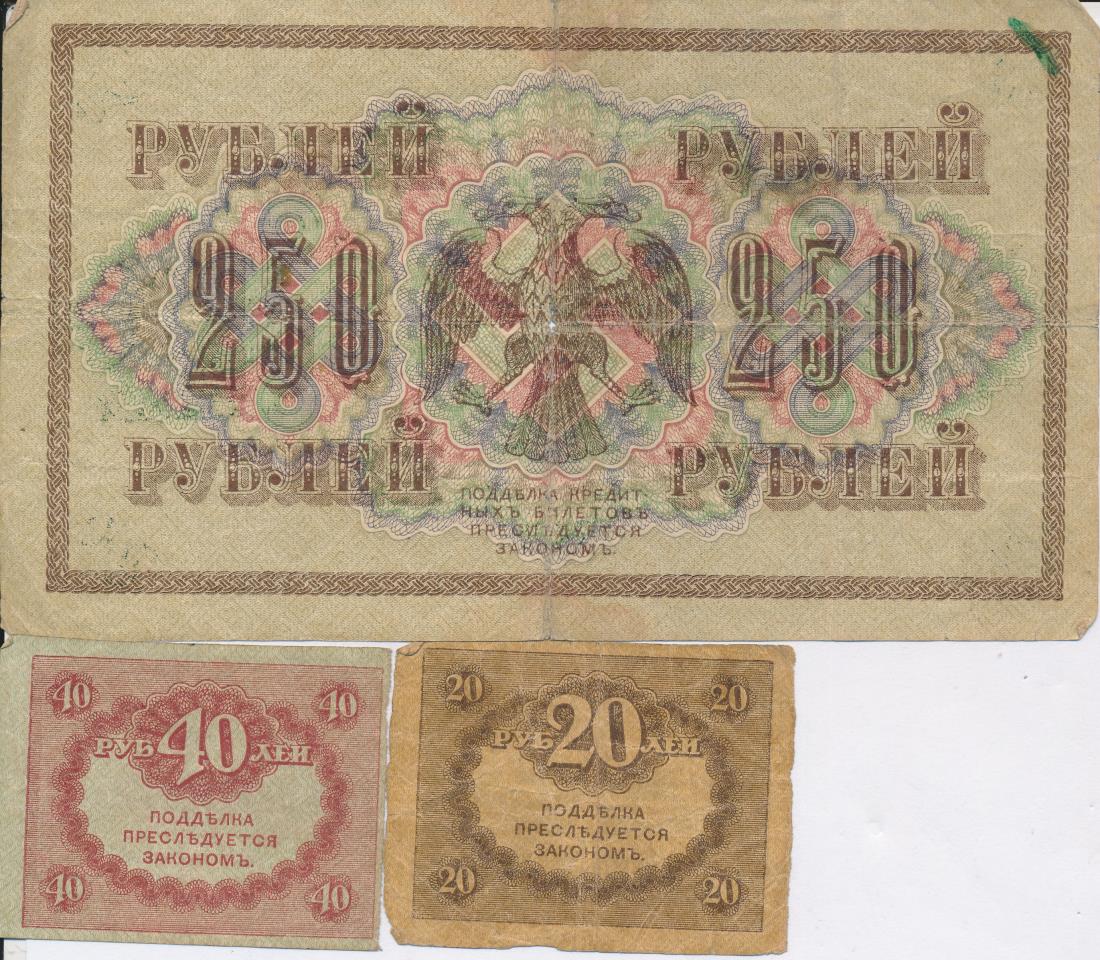 РУБЛЕЙ РУБЛЕЙ
250 250
РУБЛЕЙ РУБЛЕЙ
ПОДДѢЛКА КРЕДИТ-
НЫХЪ БИЛЕТОВЪ
ПРЕСЛѢДУЕТСЯ
ЗАКОНОМЪ.
40 40
РУБ 40 ЛЕЙ
ПОДДѢЛКА
ПРЕСЛѢДУЕТСЯ
ЗАКОНОМЪ.
40 40
20 20
РУБ 20 ЛЕЙ
ПОДДѢЛКА
ПРЕСЛѢДУЕТСЯ
ЗАКОНОМЪ.
20 20